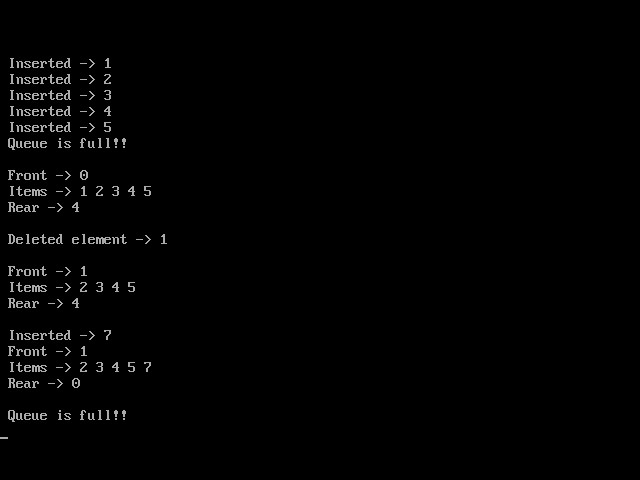 Inserted -> 1
Inserted -> 2
Inserted -> 3
Inserted -> 4
Inserted -> 5
Queue is full!!
Front -> 0
Items -> 1 2 3 4 5
Rear -> 4
Deleted element -> 1
Front -> 1
Items -> 2 3 4 5
Rear -> 4
Inserted -> 7
Front -> 1
Items -> 2 3 4 5 7
Rear -> 0
Queue is full!!